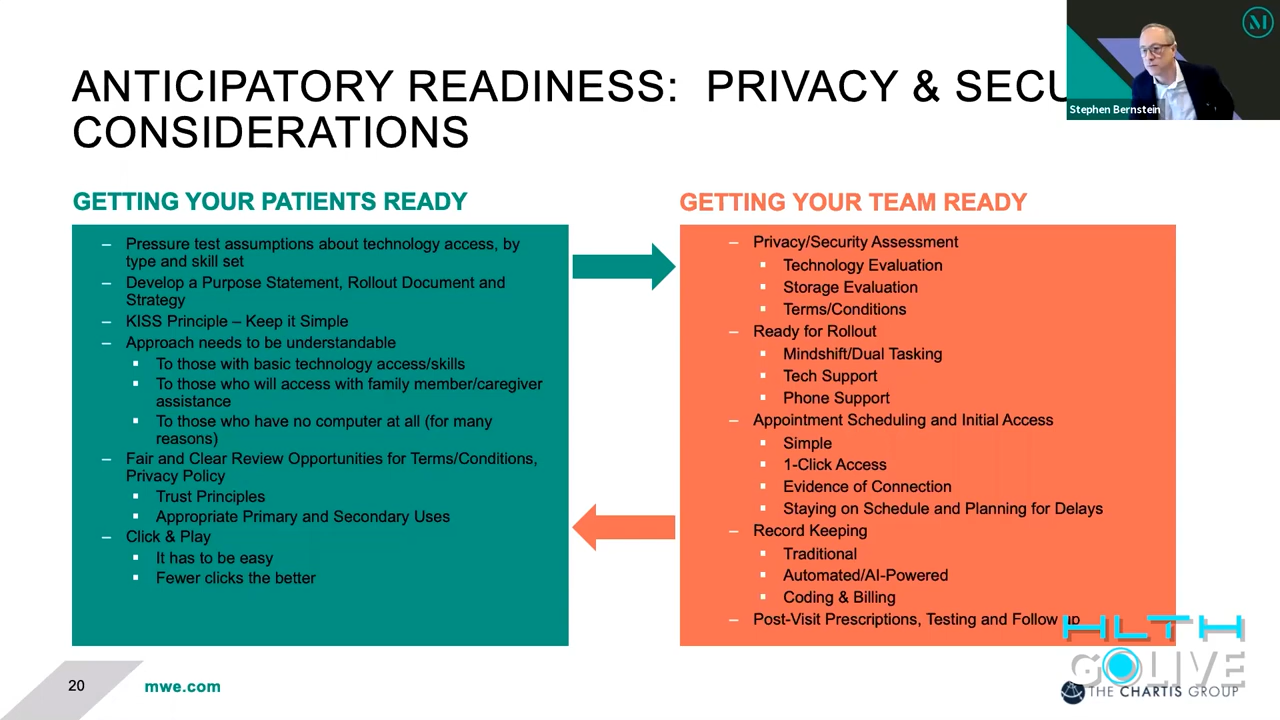 ANTICIPATORY READINESS: PRIVACY & SECU
CONSIDERATIONS
Stephen Bernstein
M
GETTING YOUR PATIENTS READY
– Pressure test assumptions about technology access, by
type and skill set
– Develop a Purpose Statement, Rollout Document and
Strategy
– KISS Principle – Keep it Simple
– Approach needs to be understandable
▪ To those with basic technology access/skills
▪ To those who will access with family member/caregiver
assistance
▪ To those who have no computer at all (for many
reasons)
– Fair and Clear Review Opportunities for Terms/Conditions,
Privacy Policy
▪ Trust Principles
▪ Appropriate Primary and Secondary Uses
– Click & Play
▪ It has to be easy
▪ Fewer clicks the better
GETTING YOUR TEAM READY
– Privacy/Security Assessment
▪ Technology Evaluation
▪ Storage Evaluation
▪ Terms/Conditions
– Ready for Rollout
▪ Mindshift/Dual Tasking
▪ Tech Support
▪ Phone Support
– Appointment Scheduling and Initial Access
▪ Simple
▪ 1-Click Access
▪ Evidence of Connection
▪ Staying on Schedule and Planning for Delays
– Record Keeping
▪ Traditional
▪ Automated/AI-Powered
▪ Coding & Billing
– Post-Visit Prescriptions, Testing and Follow up
HLTH
GOLIVE
THE CHARTIS GROUP
20
mwe.com